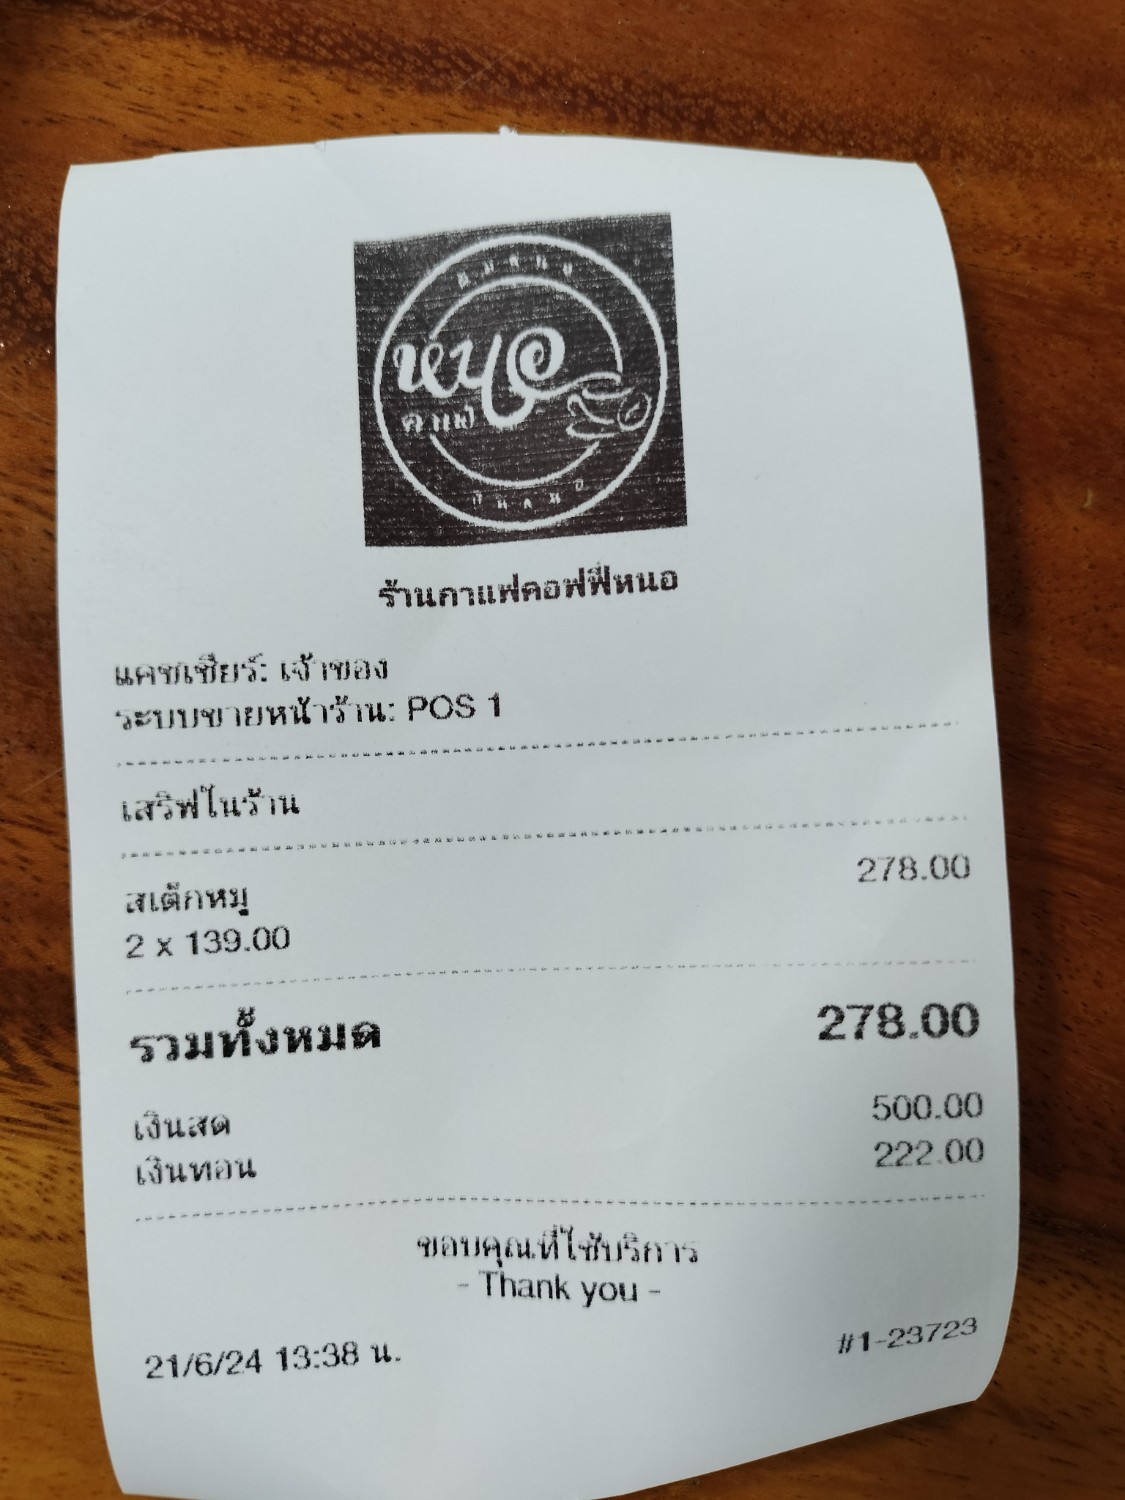 หนอ
คาเฟ่
ร้านกาแฟคอฟฟี่หนอ
แคชเชียร์: เจ้าของ
ระบบขายหน้าร้าน: POS 1
เสริฟในร้าน
สเต็กหมู 278.00
2 x 139.00
รวมทั้งหมด 278.00
เงินสด 500.00
เงินทอน 222.00
ขอบคุณที่ใช้บริการ
- Thank you -
21/6/24 13:38 น. #1-23723